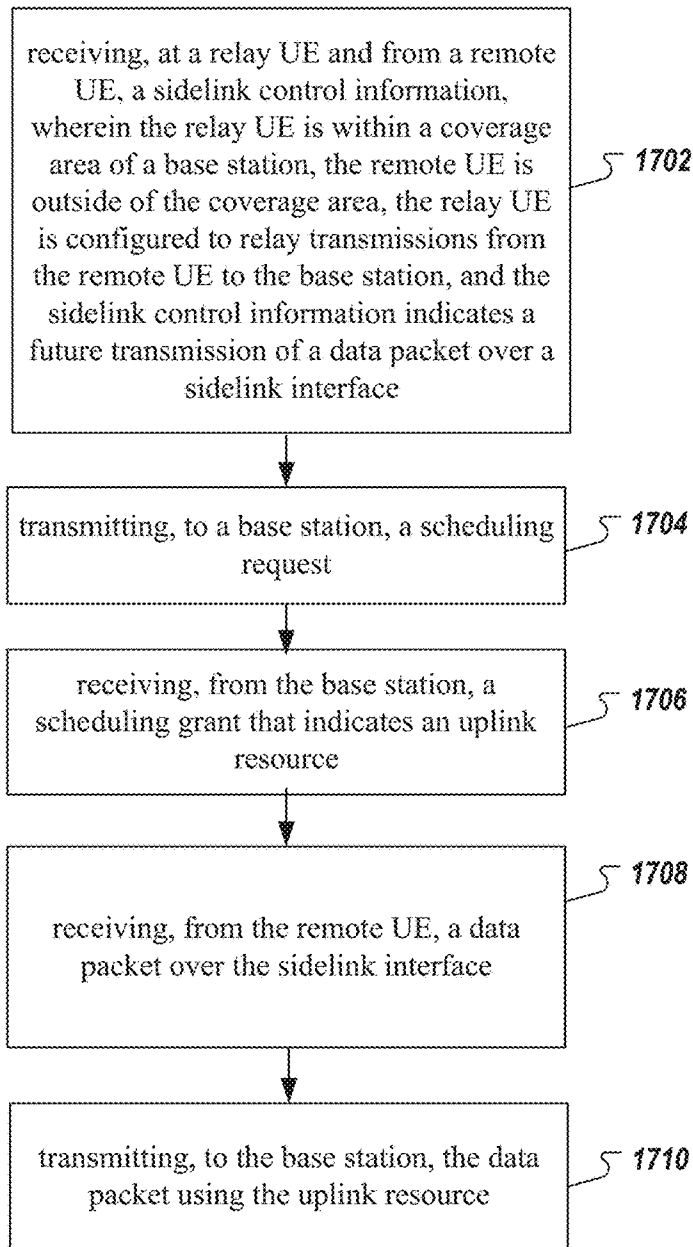 receiving, at a relay UE and from a remote
UE, a sidelink control information,
wherein the relay UE is within a coverage
area of a base station, the remote UE is
outside of the coverage area, the relay UE
is configured to relay transmissions from
the remote UE to the base station, and the
sidelink control information indicates a
future transmission of a data packet over a
sidelink interface
1702
transmitting, to a base station, a scheduling
request
1704
receiving, from the base station, a
scheduling grant that indicates an uplink
resource
1706
receiving, from the remote UE, a data
packet over the sidelink interface
1708
transmitting, to the base station, the data
packet using the uplink resource
1710